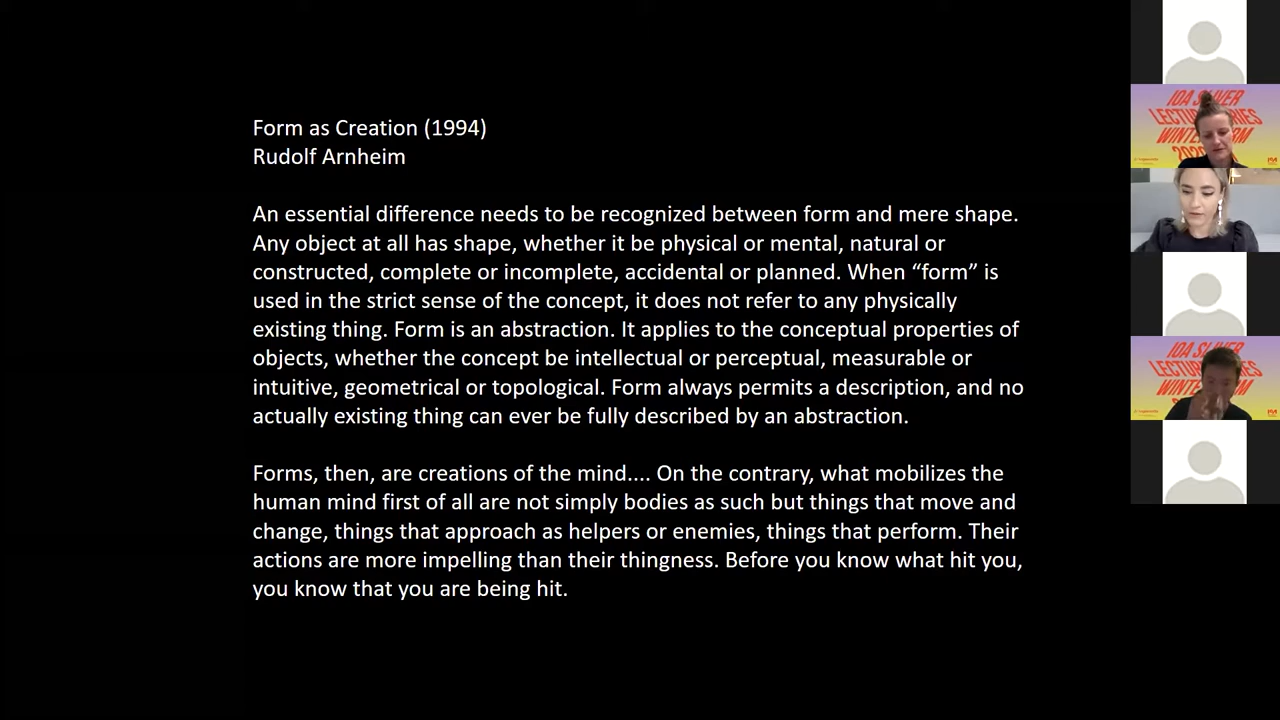 Form as Creation (1994)
Rudolf Arnheim
An essential difference needs to be recognized between form and mere shape.
Any object at all has shape, whether it be physical or mental, natural or
constructed, complete or incomplete, accidental or planned. When “form” is
used in the strict sense of the concept, it does not refer to any physically
existing thing. Form is an abstraction. It applies to the conceptual properties of
objects, whether the concept be intellectual or perceptual, measurable or
intuitive, geometrical or topological. Form always permits a description, and no
actually existing thing can ever be fully described by an abstraction.
Forms, then, are creations of the mind.... On the contrary, what mobilizes the
human mind first of all are not simply bodies as such but things that move and
change, things that approach as helpers or enemies, things that perform. Their
actions are more impelling than their thingness. Before you know what hit you,
you know that you are being hit.